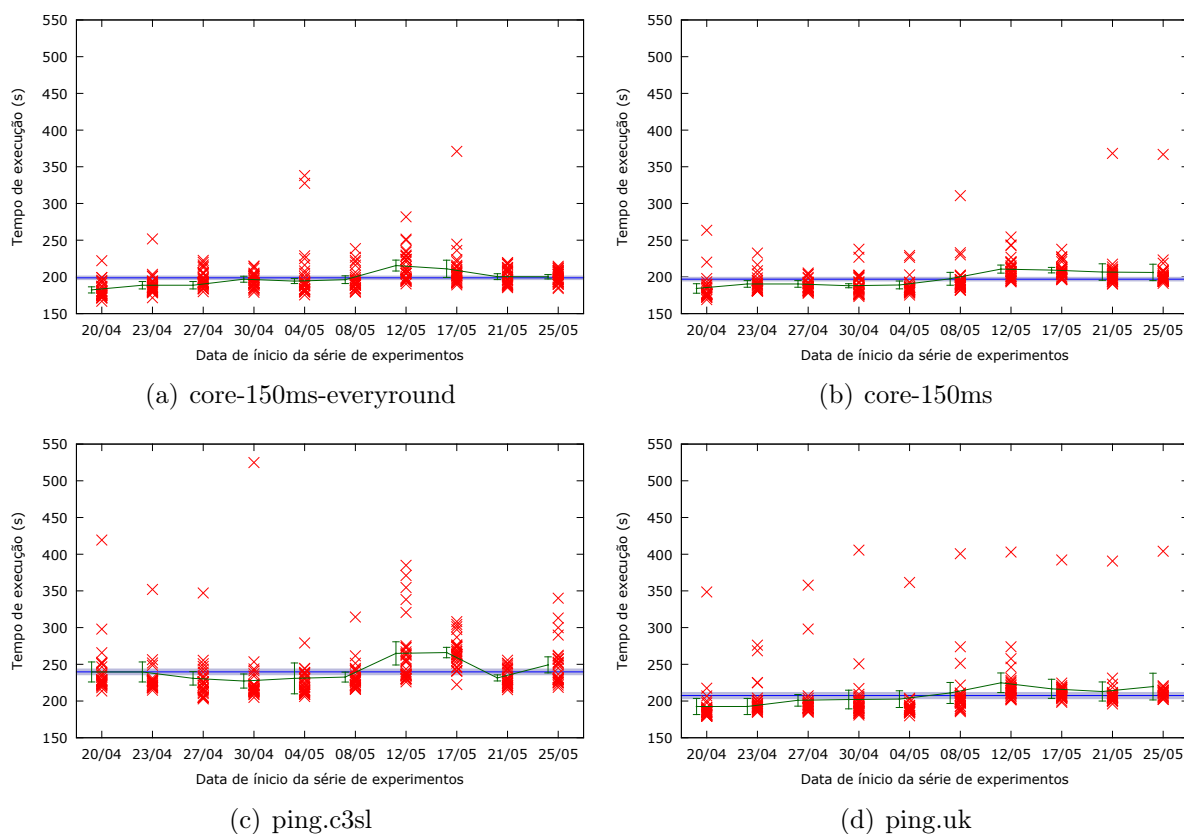 550
500
450
400
350
300
250
200
150
Tempo de execução (s)
20/04 23/04 27/04 30/04 04/05 08/05 12/05 17/05 21/05 25/05
Data de ínicio da série de experimentos
(a) core-150ms-everyround
550
500
450
400
350
300
250
200
150
Tempo de execução (s)
20/04 23/04 27/04 30/04 04/05 08/05 12/05 17/05 21/05 25/05
Data de ínicio da série de experimentos
(b) core-150ms
550
500
450
400
350
300
250
200
150
Tempo de execução (s)
20/04 23/04 27/04 30/04 04/05 08/05 12/05 17/05 21/05 25/05
Data de ínicio da série de experimentos
(c) ping.c3sl
550
500
450
400
350
300
250
200
150
Tempo de execução (s)
20/04 23/04 27/04 30/04 04/05 08/05 12/05 17/05 21/05 25/05
Data de ínicio da série de experimentos
(d) ping.uk